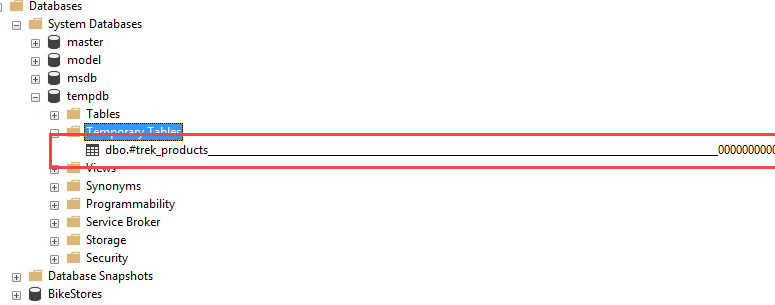 Databases
System Databases
master
model
msdb
tempdb
Tables
Temporary Tables
dbo.#trek_products_____________________________________________________________________________________0000000000
Views
Synonyms
Programmability
Service Broker
Storage
Security
Database Snapshots
BikeStores